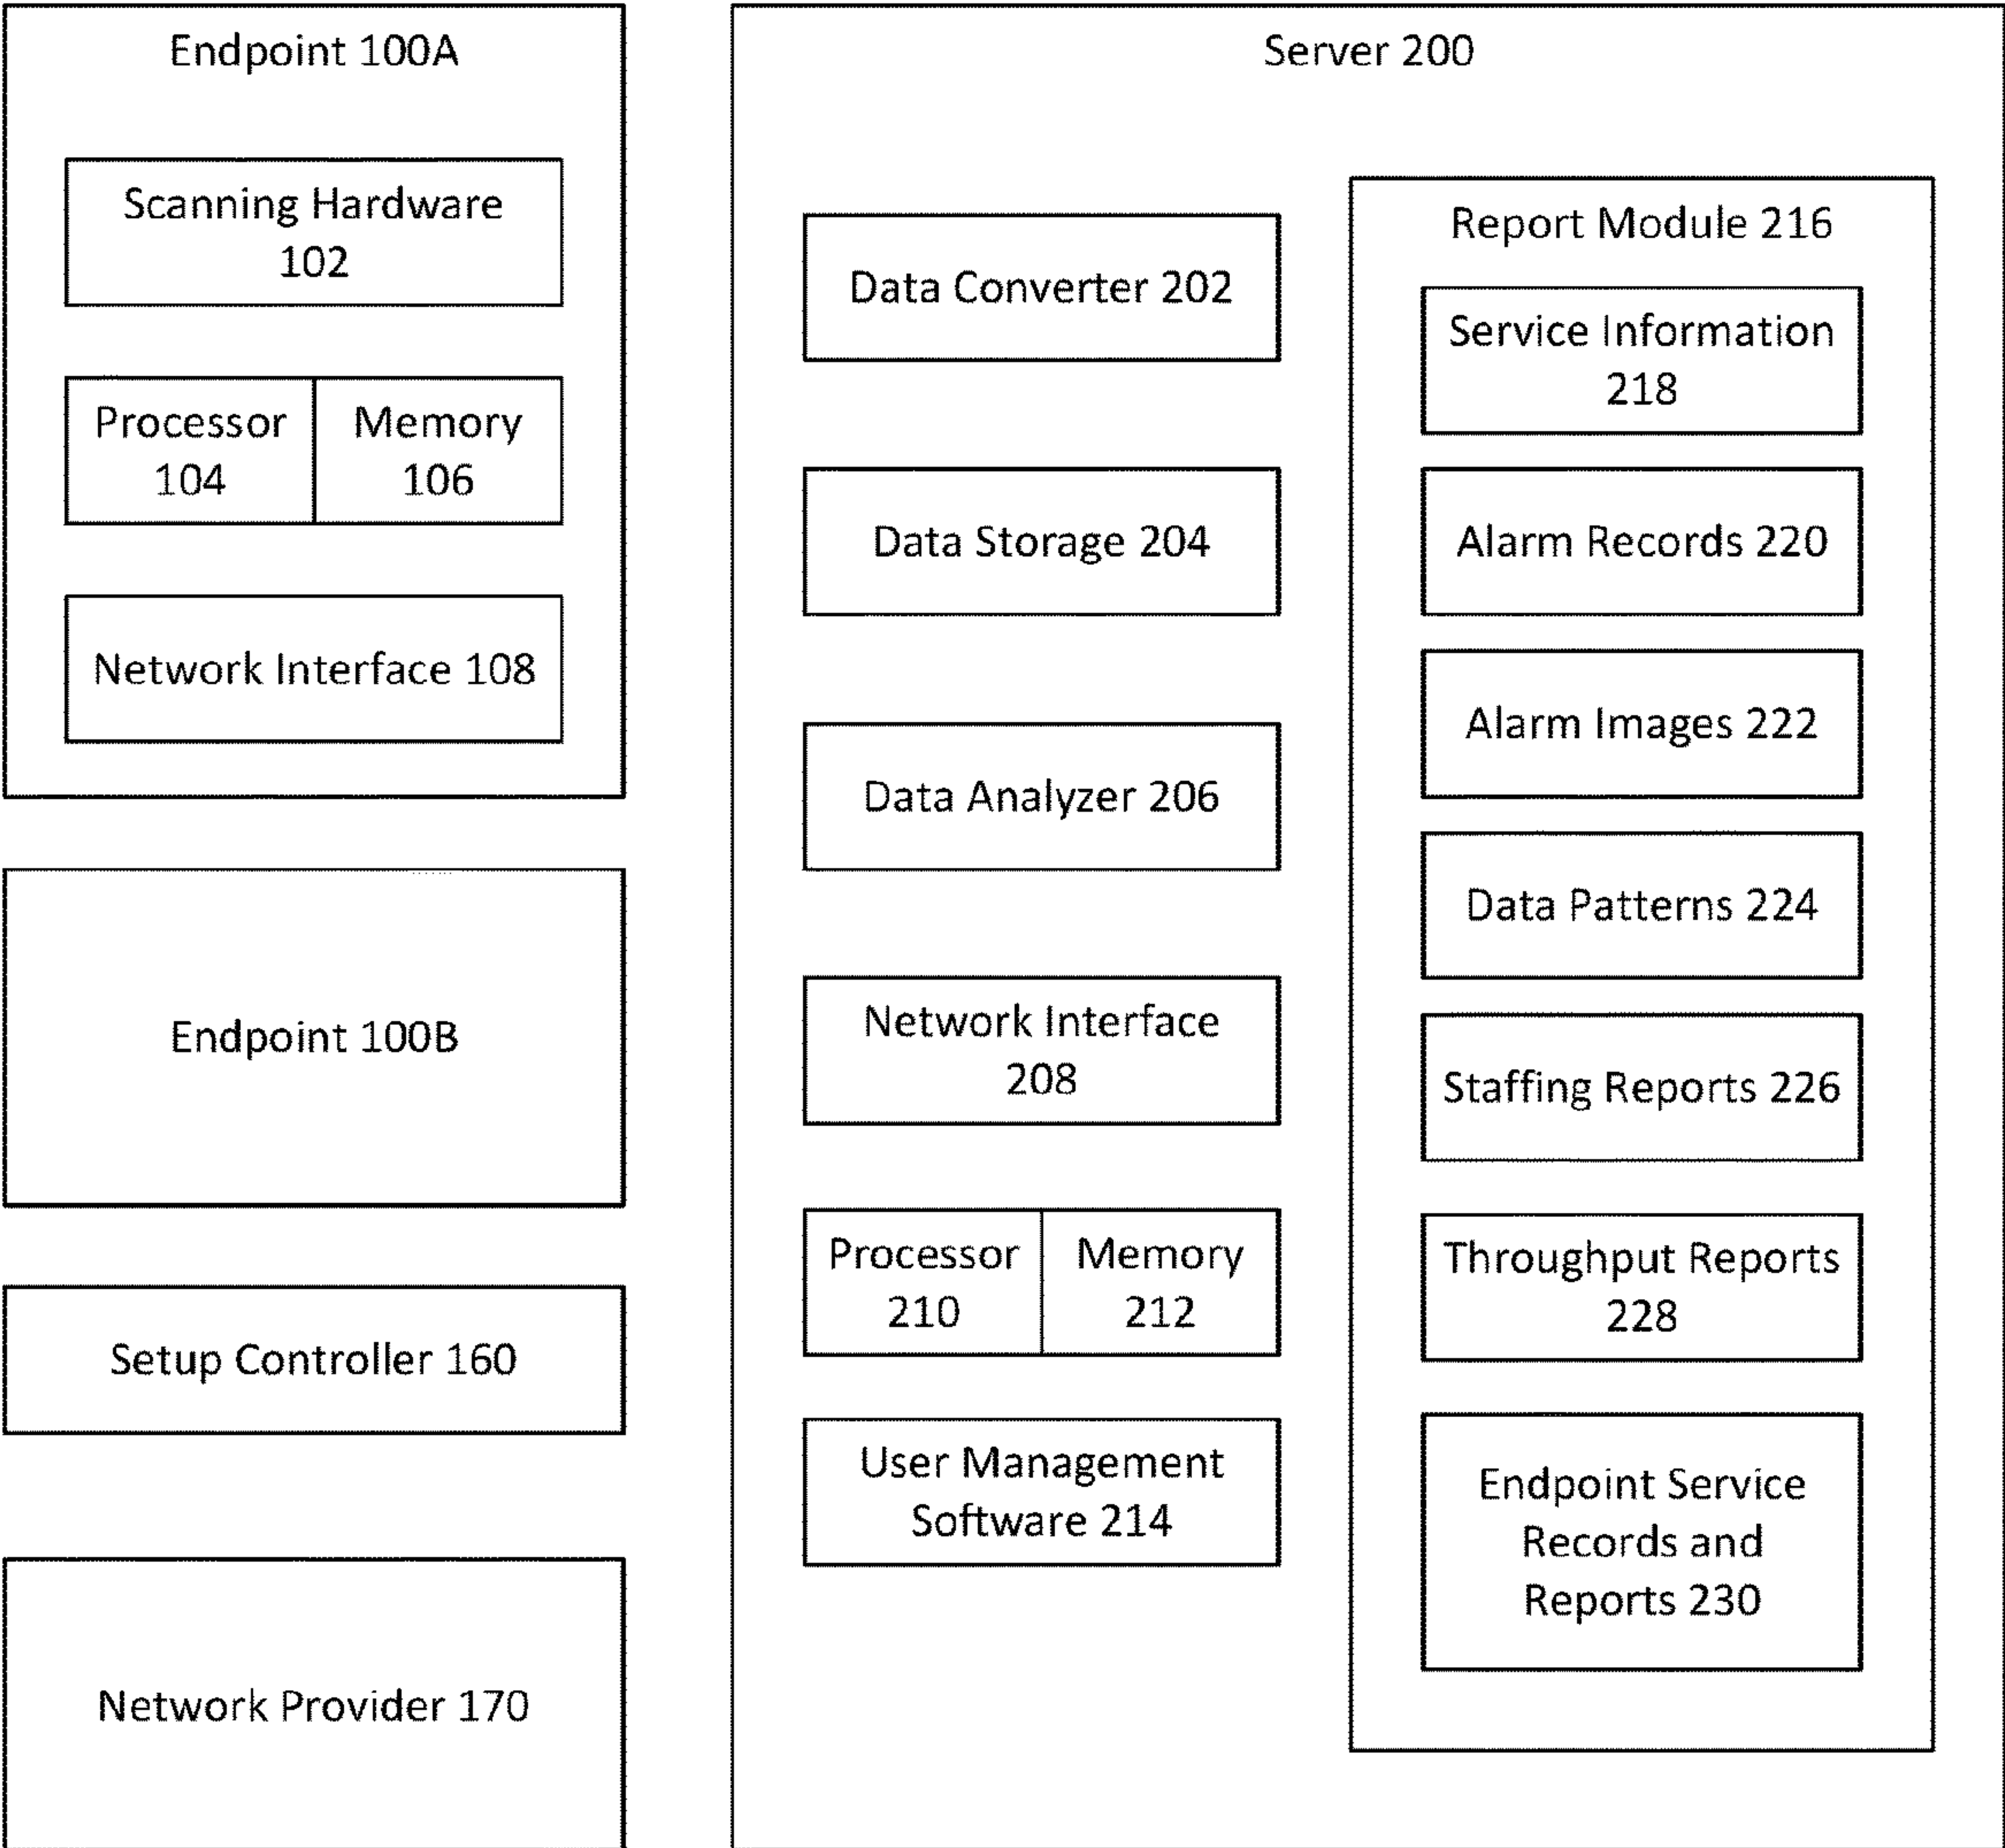 Endpoint 100A
Scanning Hardware
102
Processor
104
Memory
106
Network Interface 108
Endpoint 100B
Setup Controller 160
Network Provider 170
Server 200
Data Converter 202
Data Storage 204
Data Analyzer 206
Network Interface
208
Processor
210
Memory
212
User Management
Software 214
Report Module 216
Service Information
218
Alarm Records 220
Alarm Images 222
Data Patterns 224
Staffing Reports 226
Throughput Reports
228
Endpoint Service
Records and
Reports 230